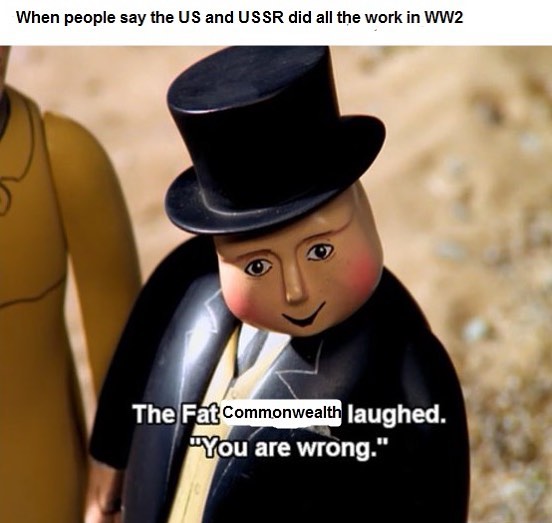 When people say the US and USSR did all the work in WW2
The Fat Commonwealth laughed.
"You are wrong."